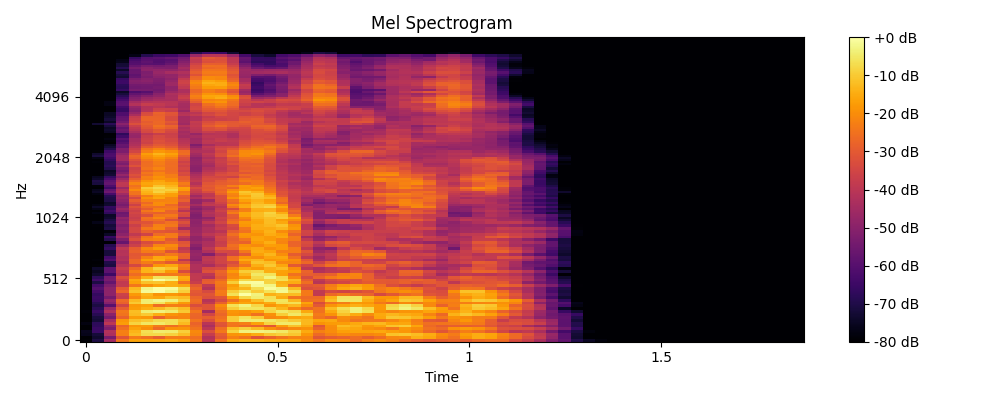 Mel Spectrogram
+0 dB
-10 dB
-20 dB
-30 dB
-40 dB
-50 dB
-60 dB
-70 dB
-80 dB
4096
2048
1024
512
0
Hz
0
0.5
1
1.5
Time